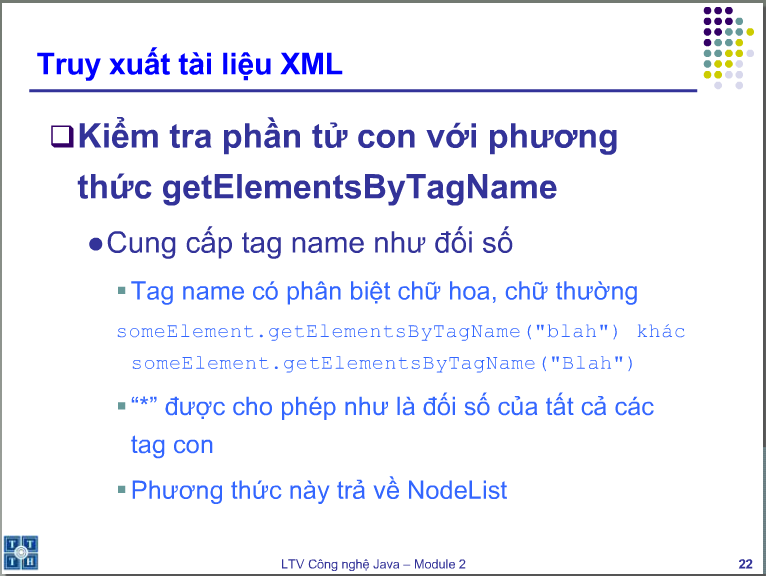 Truy xuất tài liệu XML
Kiểm tra phần tử con với phương
thức getElementsByTagName
Cung cấp tag name như đối số
Tag name có phân biệt chữ hoa, chữ thường
someElement.getElementsByTagName("blah") khác
someElement.getElementsByTagName("Blah")
“*” được cho phép như là đối số của tất cả các
tag con
Phương thức này trả về NodeList
T T
T H
LTV Công nghệ Java – Module 2
22